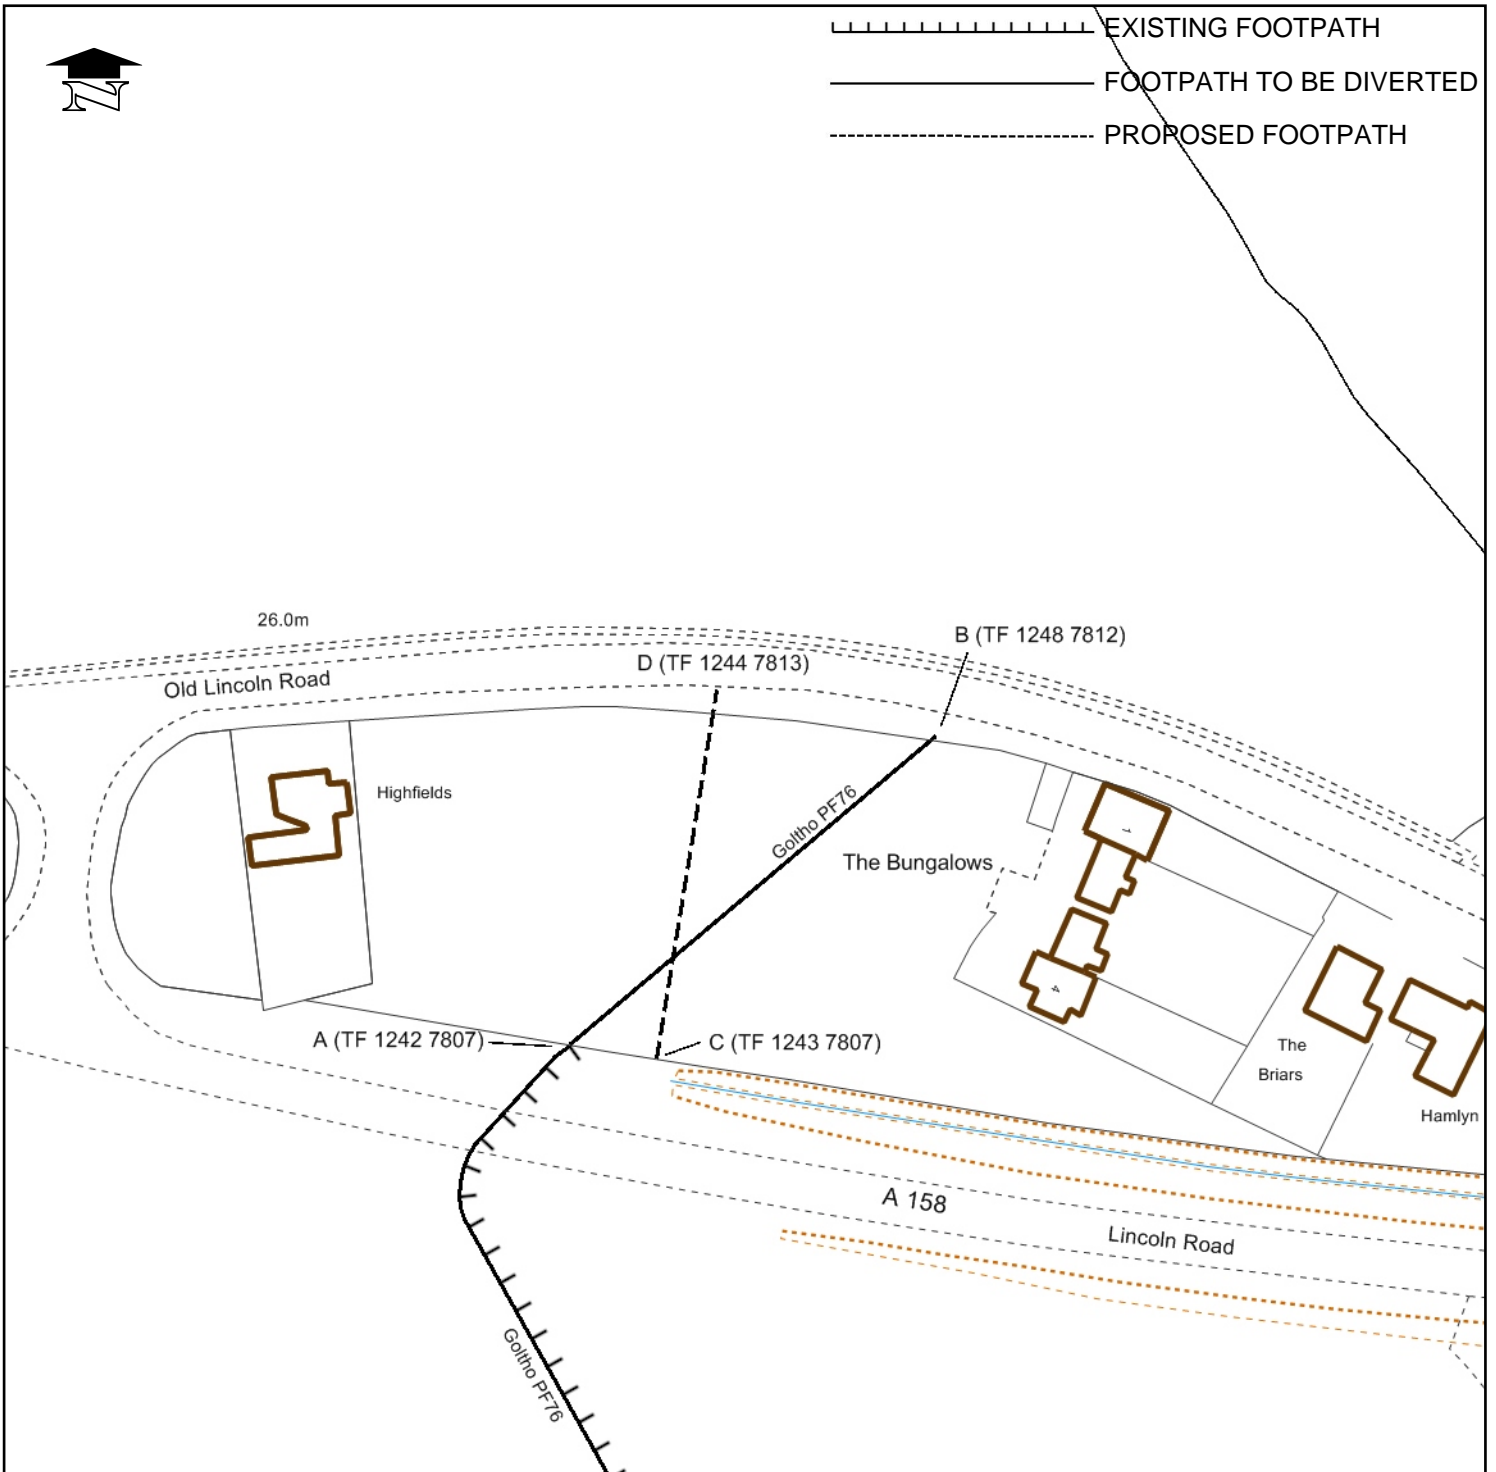 N
EXISTING FOOTPATH
FOOTPATH TO BE DIVERTED
PROPOSED FOOTPATH
26.0m
B (TF 1248 7812)
D (TF 1244 7813)
Old Lincoln Road
Highfields
Goltho PF76
The Bungalows
1
4
A (TF 1242 7807)
C (TF 1243 7807)
The
Briars
Hamlyn
A 158
Lincoln Road
Goltho PF76